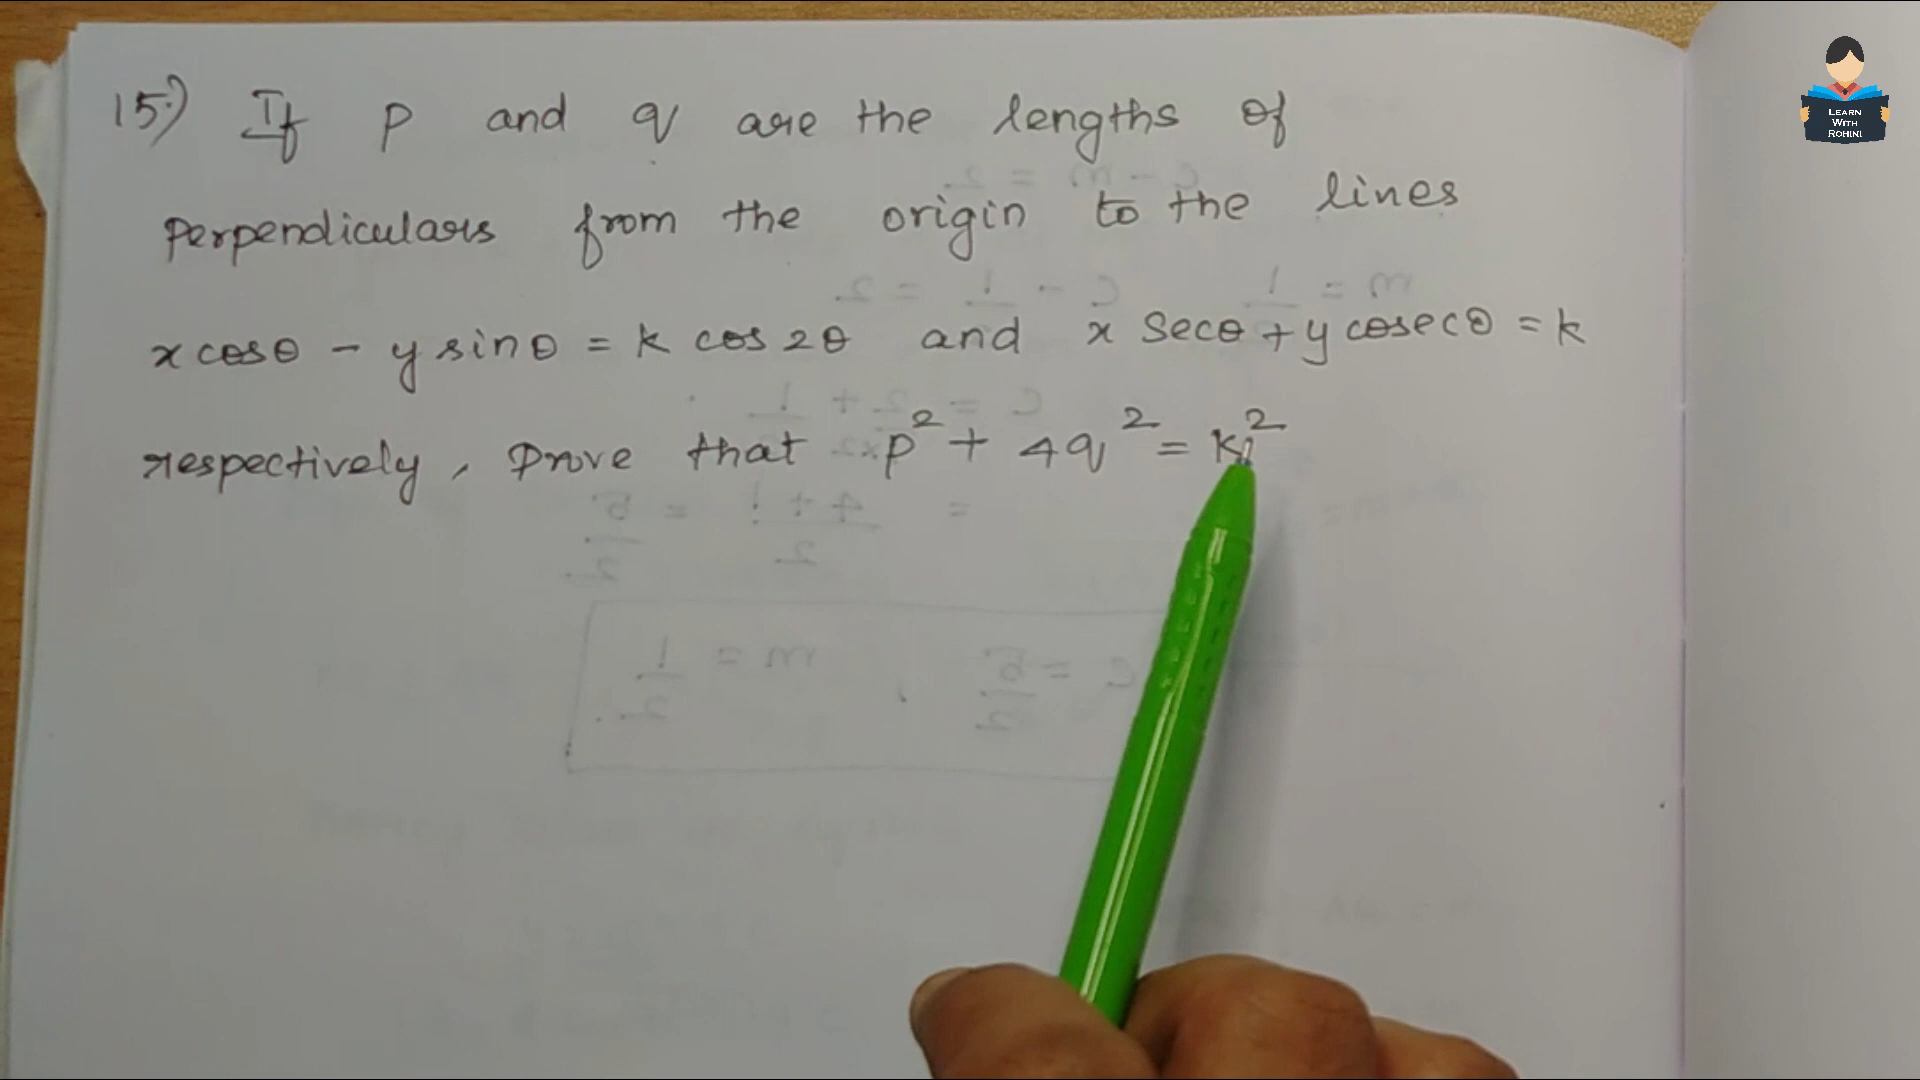 15.) If p and q are the lengths of
perpendiculars from the origin to the lines
x cosθ - y sinθ = k cos 2θ and x Secθ + y cosecθ = k
respectively, Prove that p² + 4q² = k²
LEARN
WITH
ROHINI